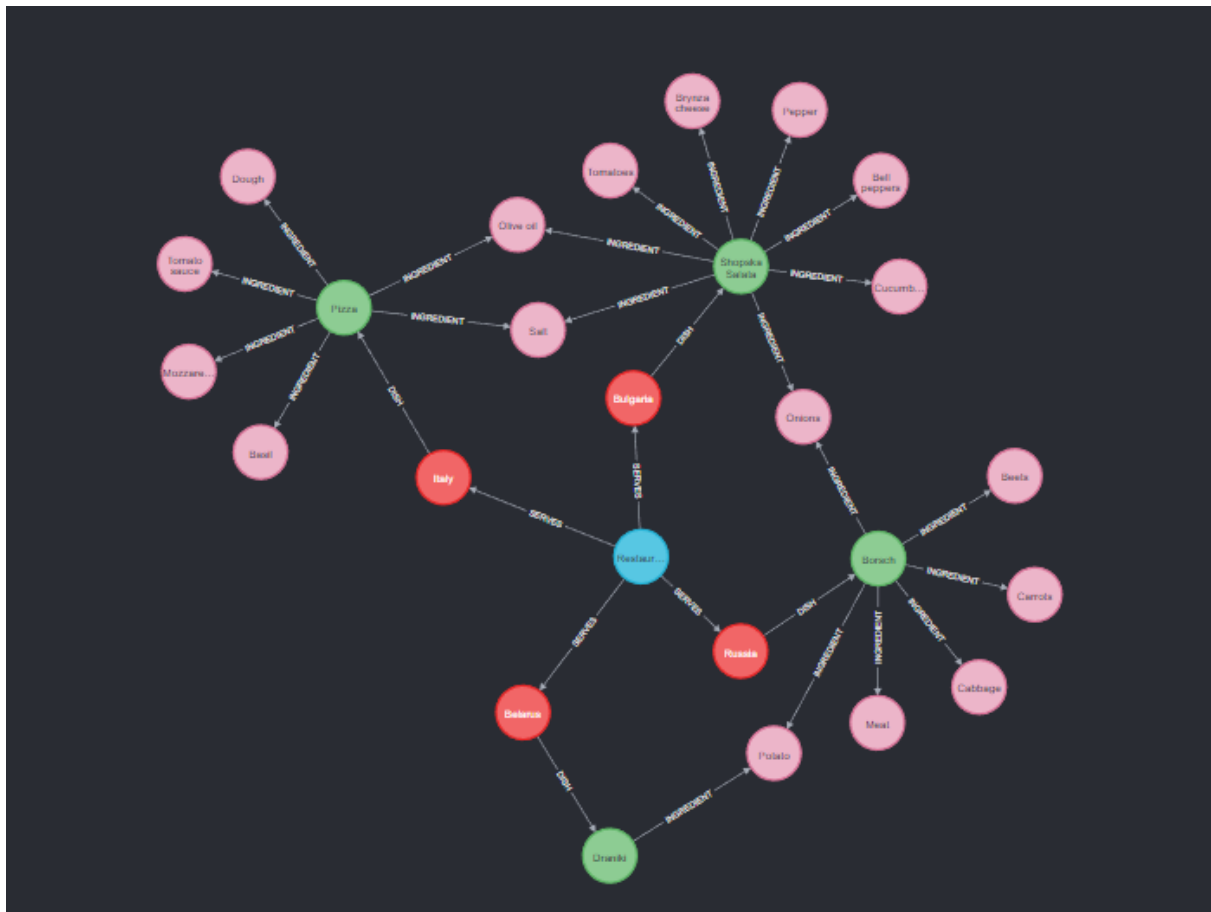 Brynza
cheese
Pepper
Tomatoes
Bell
peppers
Dough
INGREDIENT
INGREDIENT
INGREDIENT
INGREDIENT
Olive oil
INGREDIENT
INGREDIENT
Shopska
Salata
Tomato
sauce
INGREDIENT
INGREDIENT
INGREDIENT
Cucumb...
INGREDIENT
Pizza
INGREDIENT
INGREDIENT
Salt
DISH
INGREDIENT
INGREDIENT
Mozzare...
INGREDIENT
DISH
Bulgaria
Onions
Basil
Italy
SERVES
INGREDIENT
Beets
SERVES
INGREDIENT
Restaur...
Borsch
INGREDIENT
Carrots
SERVES
DISH
SERVES
INGREDIENT
INGREDIENT
INGREDIENT
Russia
Cabbage
Belarus
Meat
Potato
DISH
INGREDIENT
Draniki